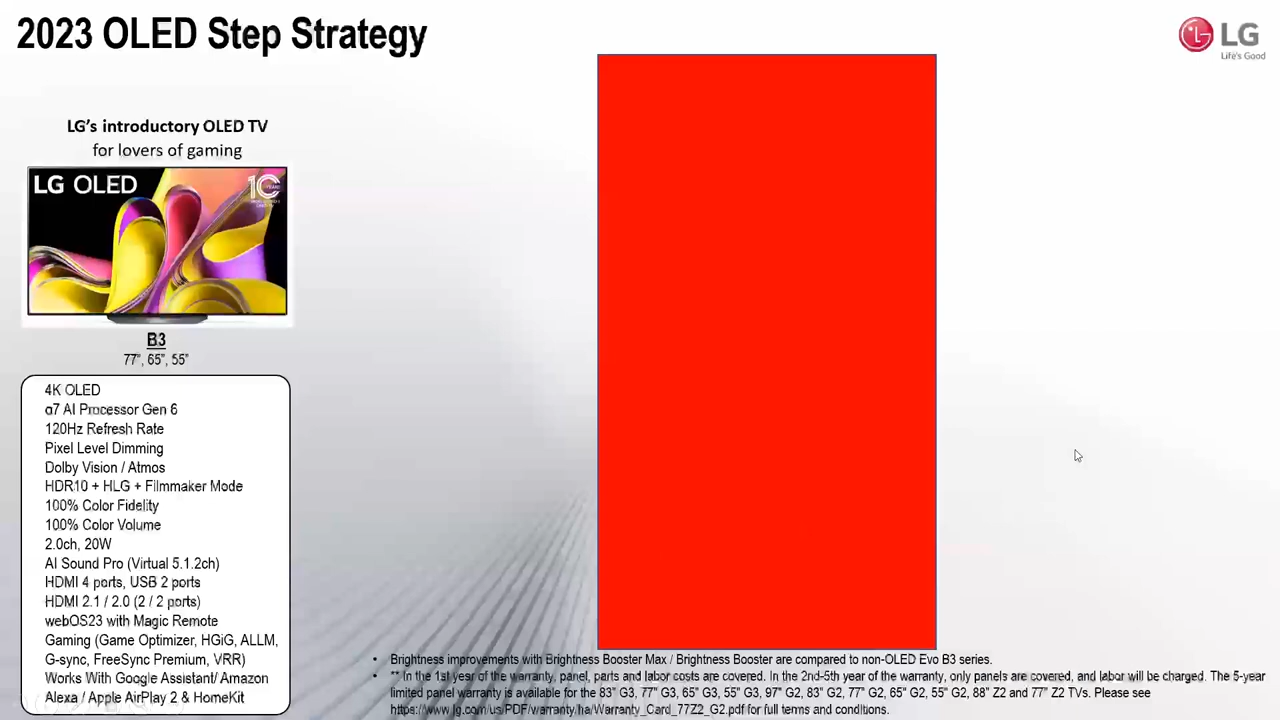 2023 OLED Step Strategy
LG
Life's Good
LG's introductory OLED TV
for lovers of gaming
LG OLED
10
YEARS
B3
77", 65", 55"
4K OLED
α7 AI Processor Gen 6
120Hz Refresh Rate
Pixel Level Dimming
Dolby Vision / Atmos
HDR10 + HLG + Filmmaker Mode
100% Color Fidelity
100% Color Volume
2.0ch, 20W
AI Sound Pro (Virtual 5.1.2ch)
HDMI 4 ports, USB 2 ports
HDMI 2.1 / 2.0 (2 / 2 ports)
webOS23 with Magic Remote
Gaming (Game Optimizer, HGiG, ALLM,
G-sync, FreeSync Premium, VRR)
Works With Google Assistant/ Amazon
Alexa / Apple AirPlay 2 & HomeKit
• Brightness improvements with Brightness Booster Max / Brightness Booster are compared to non-OLED Evo B3 series.
• ** In the 1st year of the warranty, panel, parts and labor costs are covered. In the 2nd-5th year of the warranty, only panels are covered, and labor will be charged. The 5-year
limited panel warranty is available for the 83" G3, 77" G3, 65" G3, 55" G3, 97" G2, 83" G2, 77" G2, 65" G2, 55" G2, 88" Z2 and 77" Z2 TVs. Please see
https://www.lg.com/us/PDF/warranty.ha/Warranty_Card_77Z2_G2.pdf for full terms and conditions.